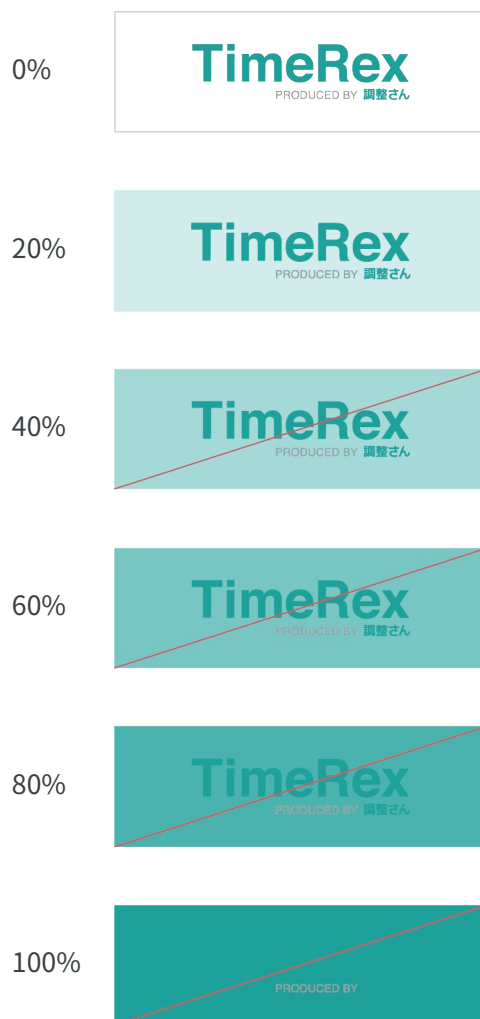 0%
TimeRex
PRODUCED BY 調整さん
20%
TimeRex
PRODUCED BY 調整さん
40%
TimeRex
PRODUCED BY 調整さん
60%
TimeRex
PRODUCED BY 調整さん
80%
TimeRex
PRODUCED BY 調整さん
100%
PRODUCED BY